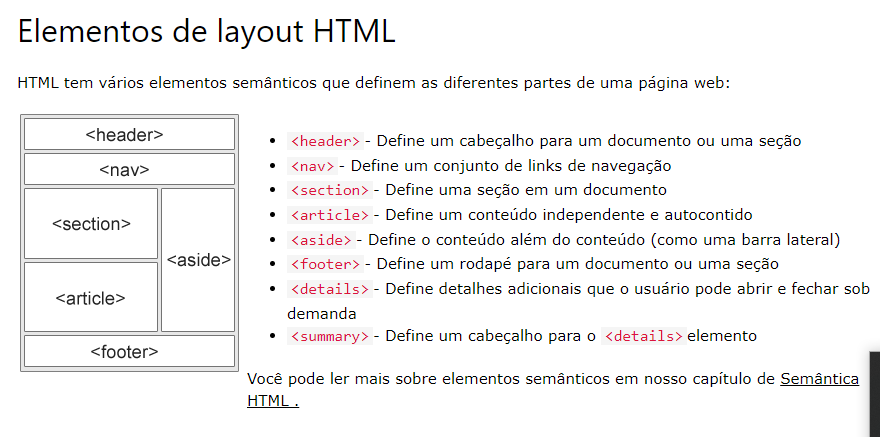 Elementos de layout HTML
HTML tem vários elementos semânticos que definem as diferentes partes de uma página web:
<header>
<nav>
<section>
<aside>
<article>
<footer>
<header> - Define um cabeçalho para um documento ou uma seção
<nav> - Define um conjunto de links de navegação
<section> - Define uma seção em um documento
<article> - Define um conteúdo independente e autocontido
<aside> - Define o conteúdo além do conteúdo (como uma barra lateral)
<footer> - Define um rodapé para um documento ou uma seção
<details> - Define detalhes adicionais que o usuário pode abrir e fechar sob
demanda
<summary> - Define um cabeçalho para o <details> elemento
Você pode ler mais sobre elementos semânticos em nosso capítulo de Semântica
HTML .